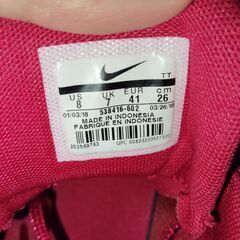 TT
US UK EUR cm
8 7 41 26
01/03/18 538416-602 03/26/18
MADE IN INDONESIA
FABRIQUE EN INDONESIE